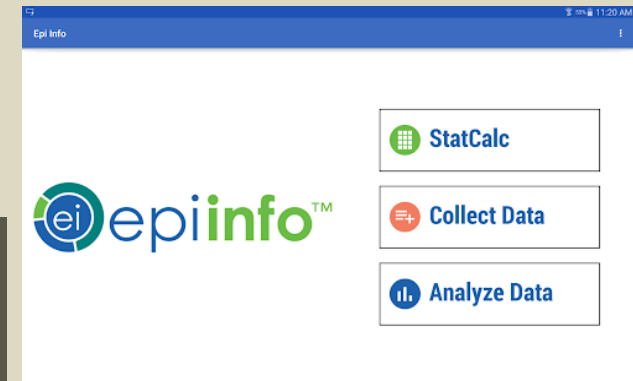 11:20 AM
Epi Info
StatCalc
ei epiinfo™
Collect Data
Analyze Data